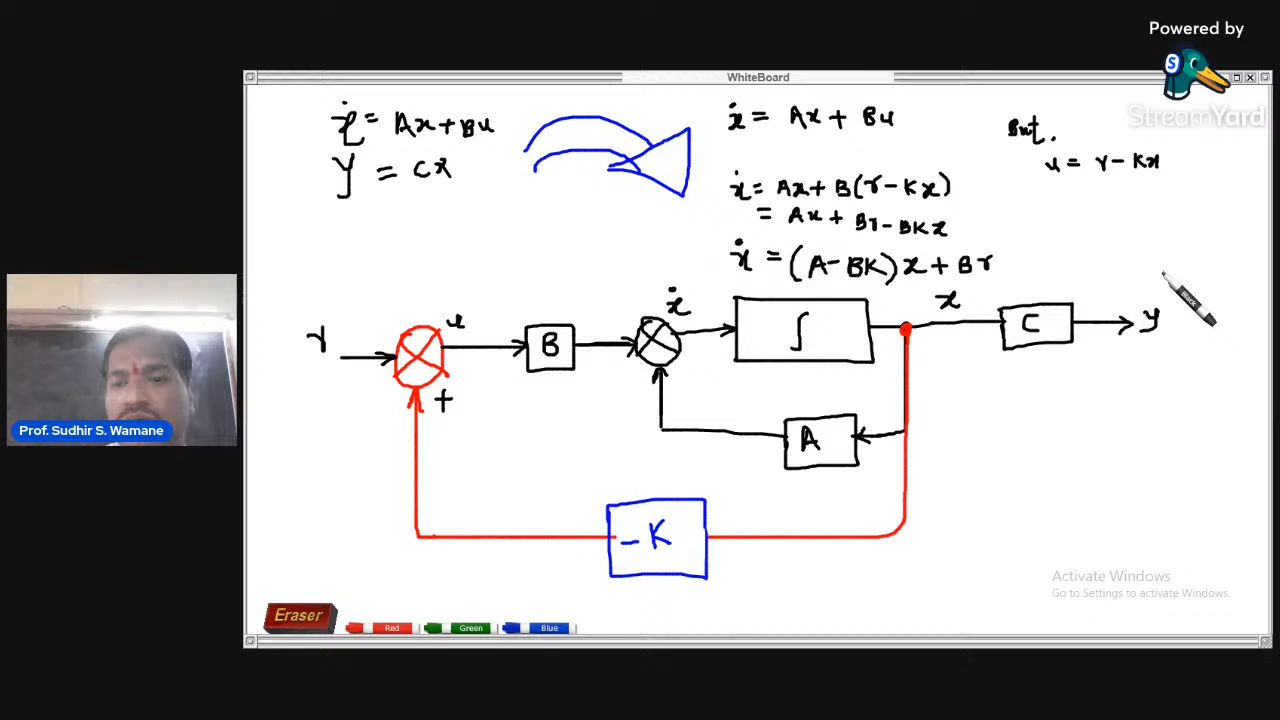 Powered by
StreamYard
WhiteBoard
ẋ = Ax + Bu
Y = Cx
ẋ = Ax + Bu
But.
u = r - Kx
ẋ = Ax + B(r - Kx)
= Ax + Br - BKx
ẋ = (A - BK)x + Br
r
u
B
ẋ
∫
x
C
y
+
A
- K
Prof. Sudhir S. Wamane
Black
Activate Windows
Go to Settings to activate Windows.
Eraser
Red
Green
Blue